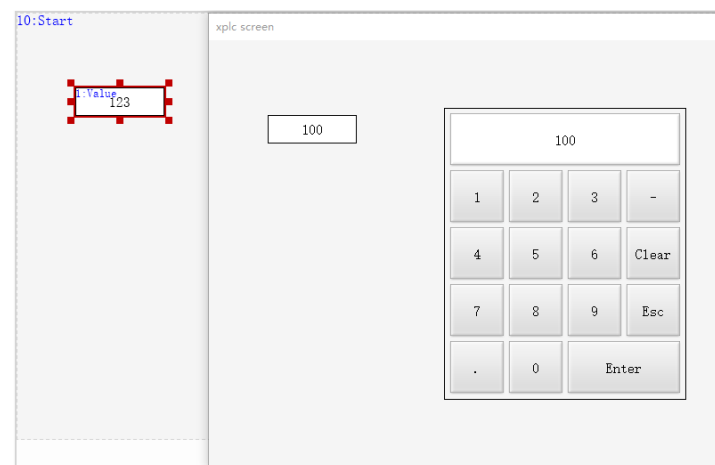 10:Start
xplc screen
1:Value
123
100
100
1 2 3 -
4 5 6 Clear
7 8 9 Esc
. 0 Enter